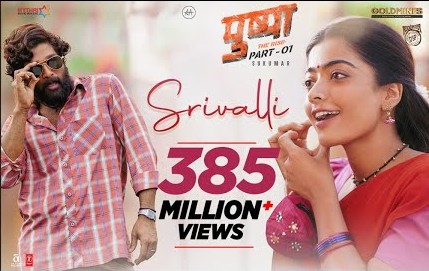 GOLDMINES
पुष्पा
THE RISE
PART-01
SUKUMAR
Srivalli
385
MILLION+
VIEWS